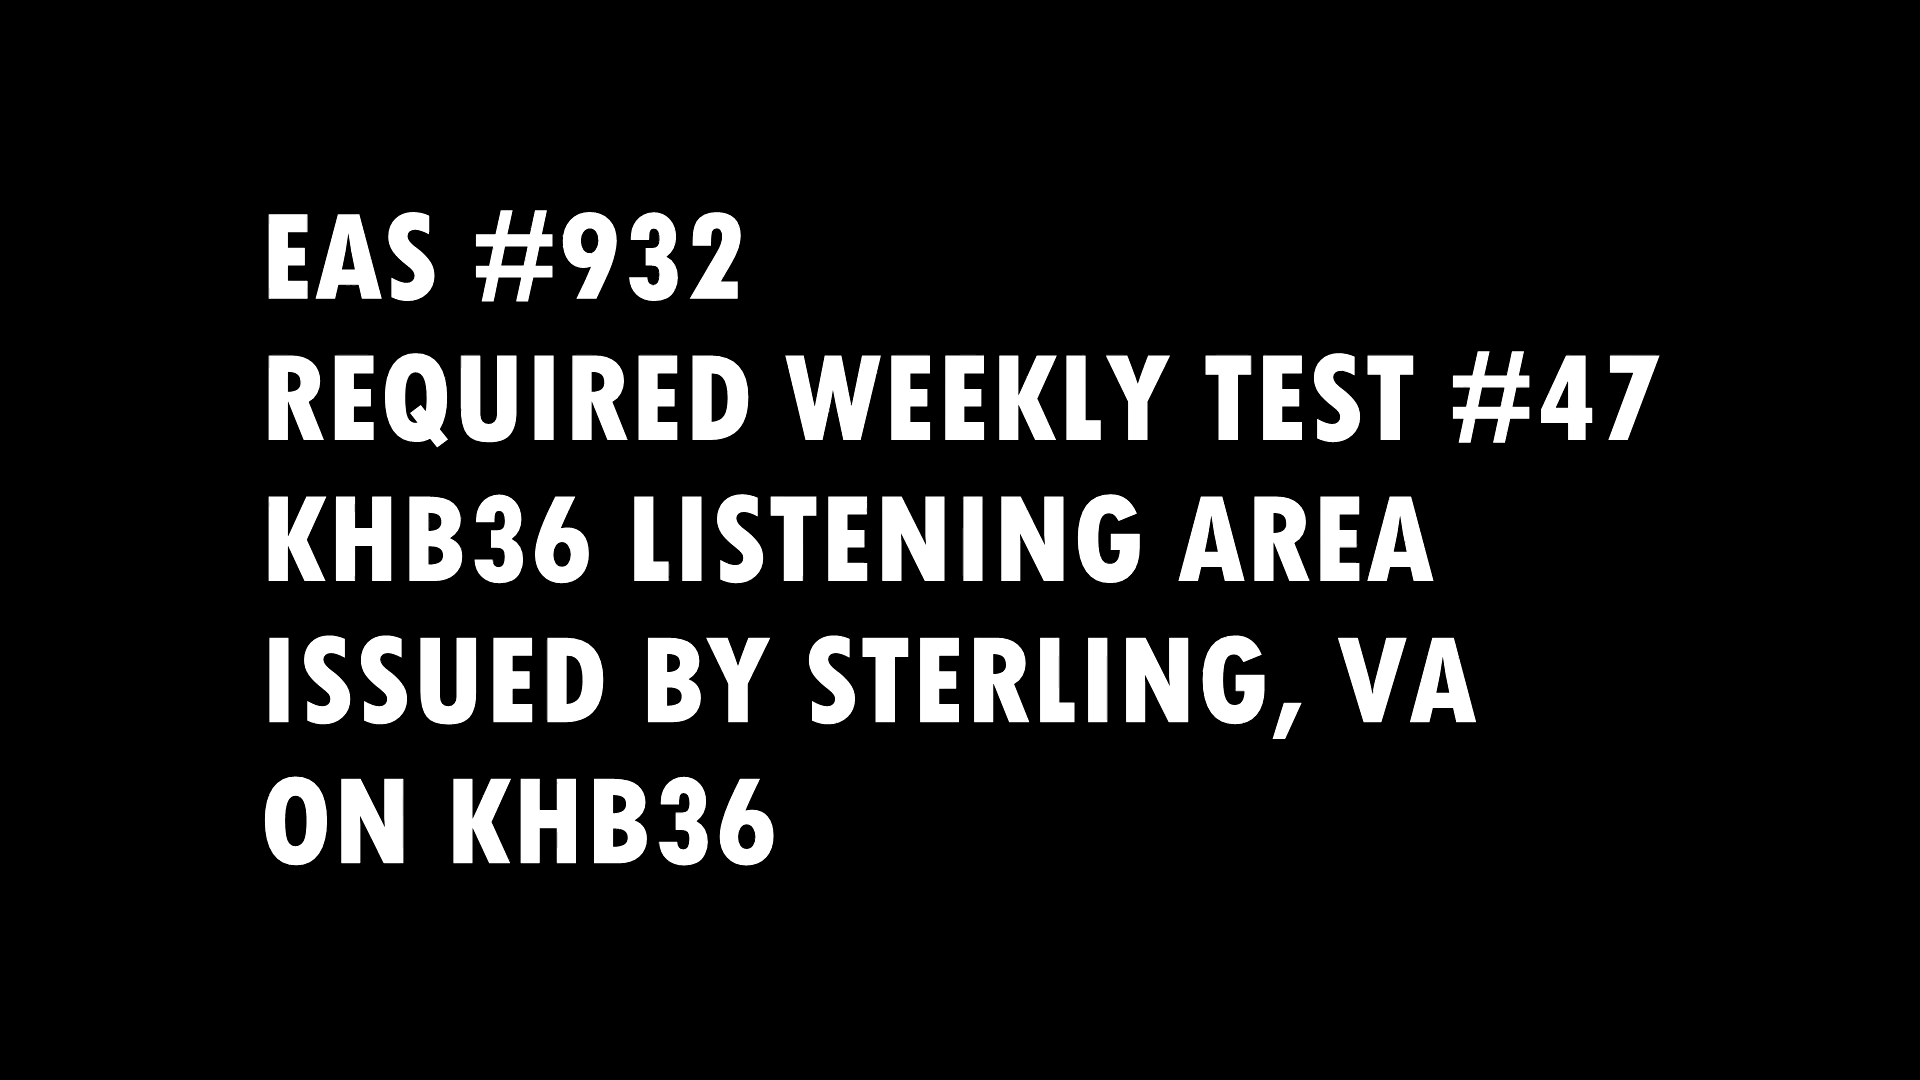 EAS #932
REQUIRED WEEKLY TEST #47
KHB36 LISTENING AREA
ISSUED BY STERLING, VA
ON KHB36